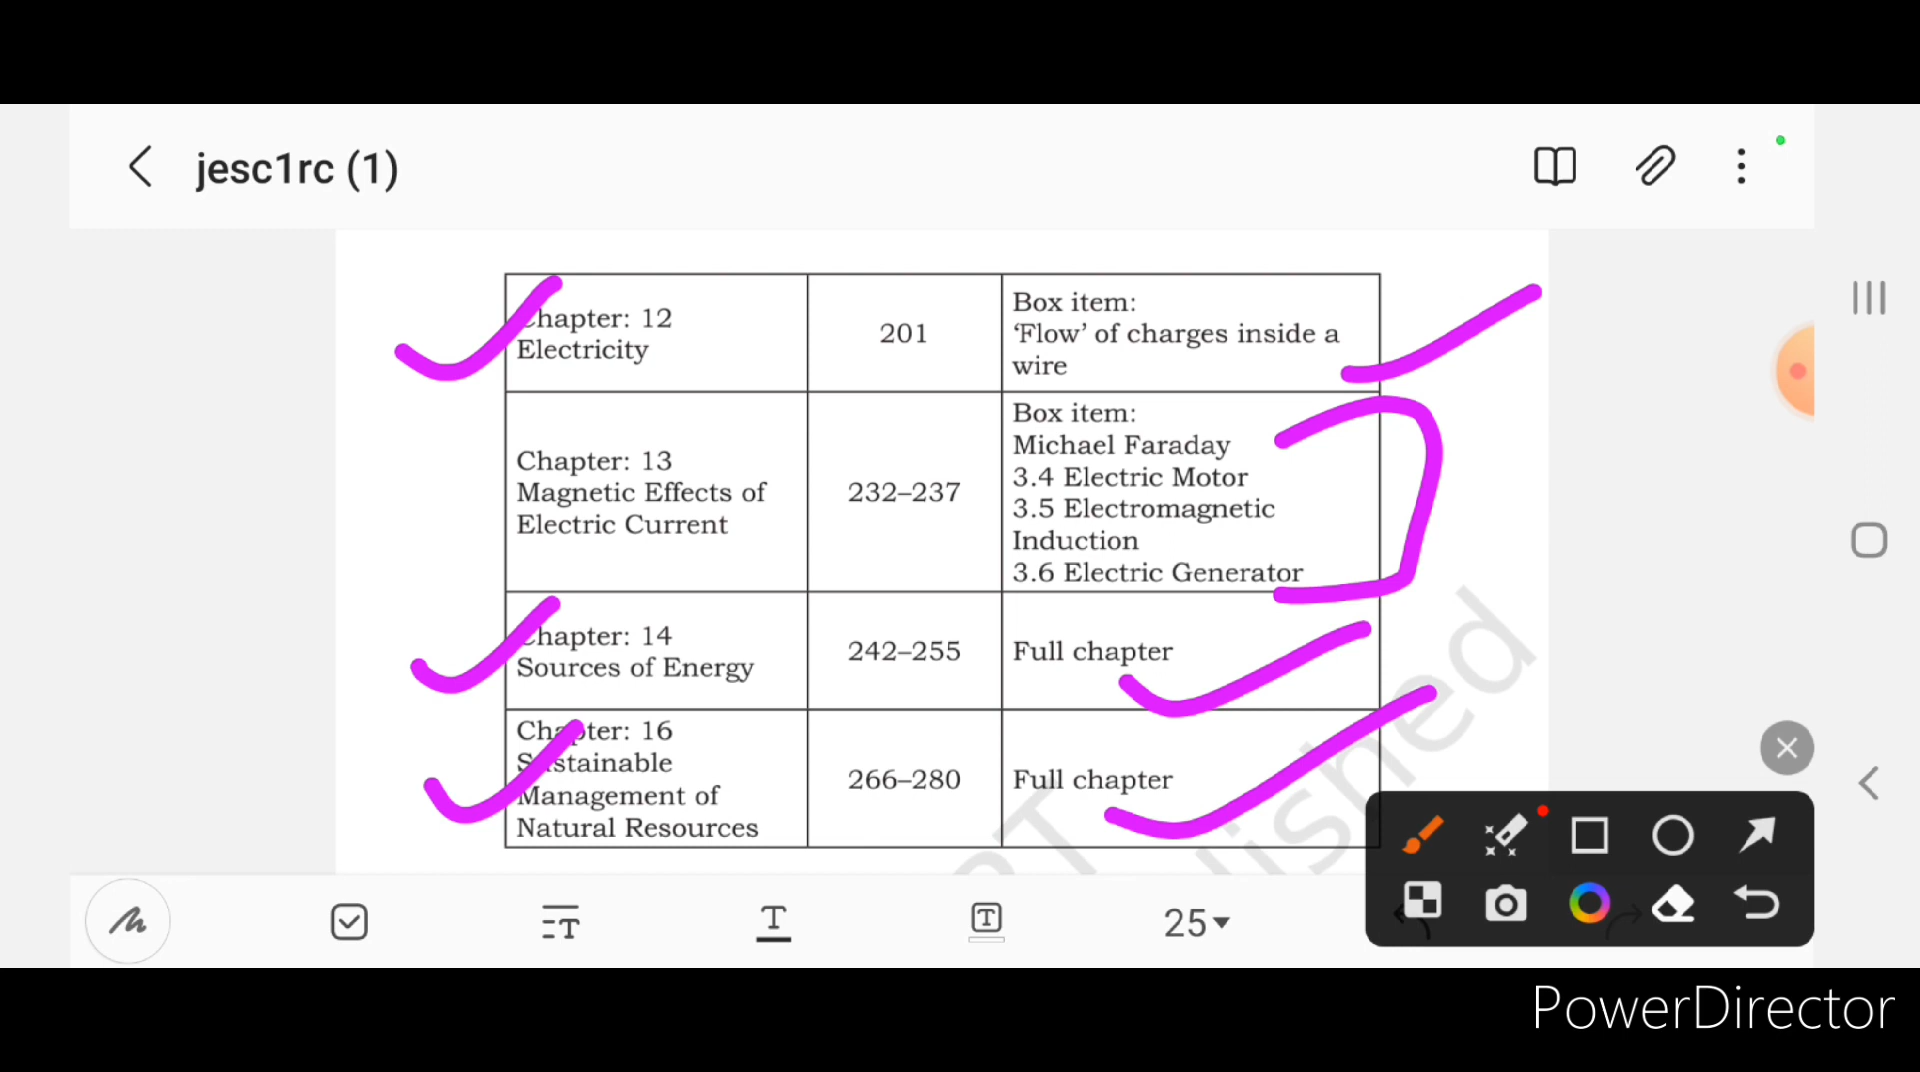 jesc1rc (1)
Chapter: 12
Electricity
201
Box item:
‘Flow’ of charges inside a
wire
Chapter: 13
Magnetic Effects of
Electric Current
232–237
Box item:
Michael Faraday
3.4 Electric Motor
3.5 Electromagnetic
Induction
3.6 Electric Generator
Chapter: 14
Sources of Energy
242–255
Full chapter
Chapter: 16
Sustainable
Management of
Natural Resources
266–280
Full chapter
25
PowerDirector